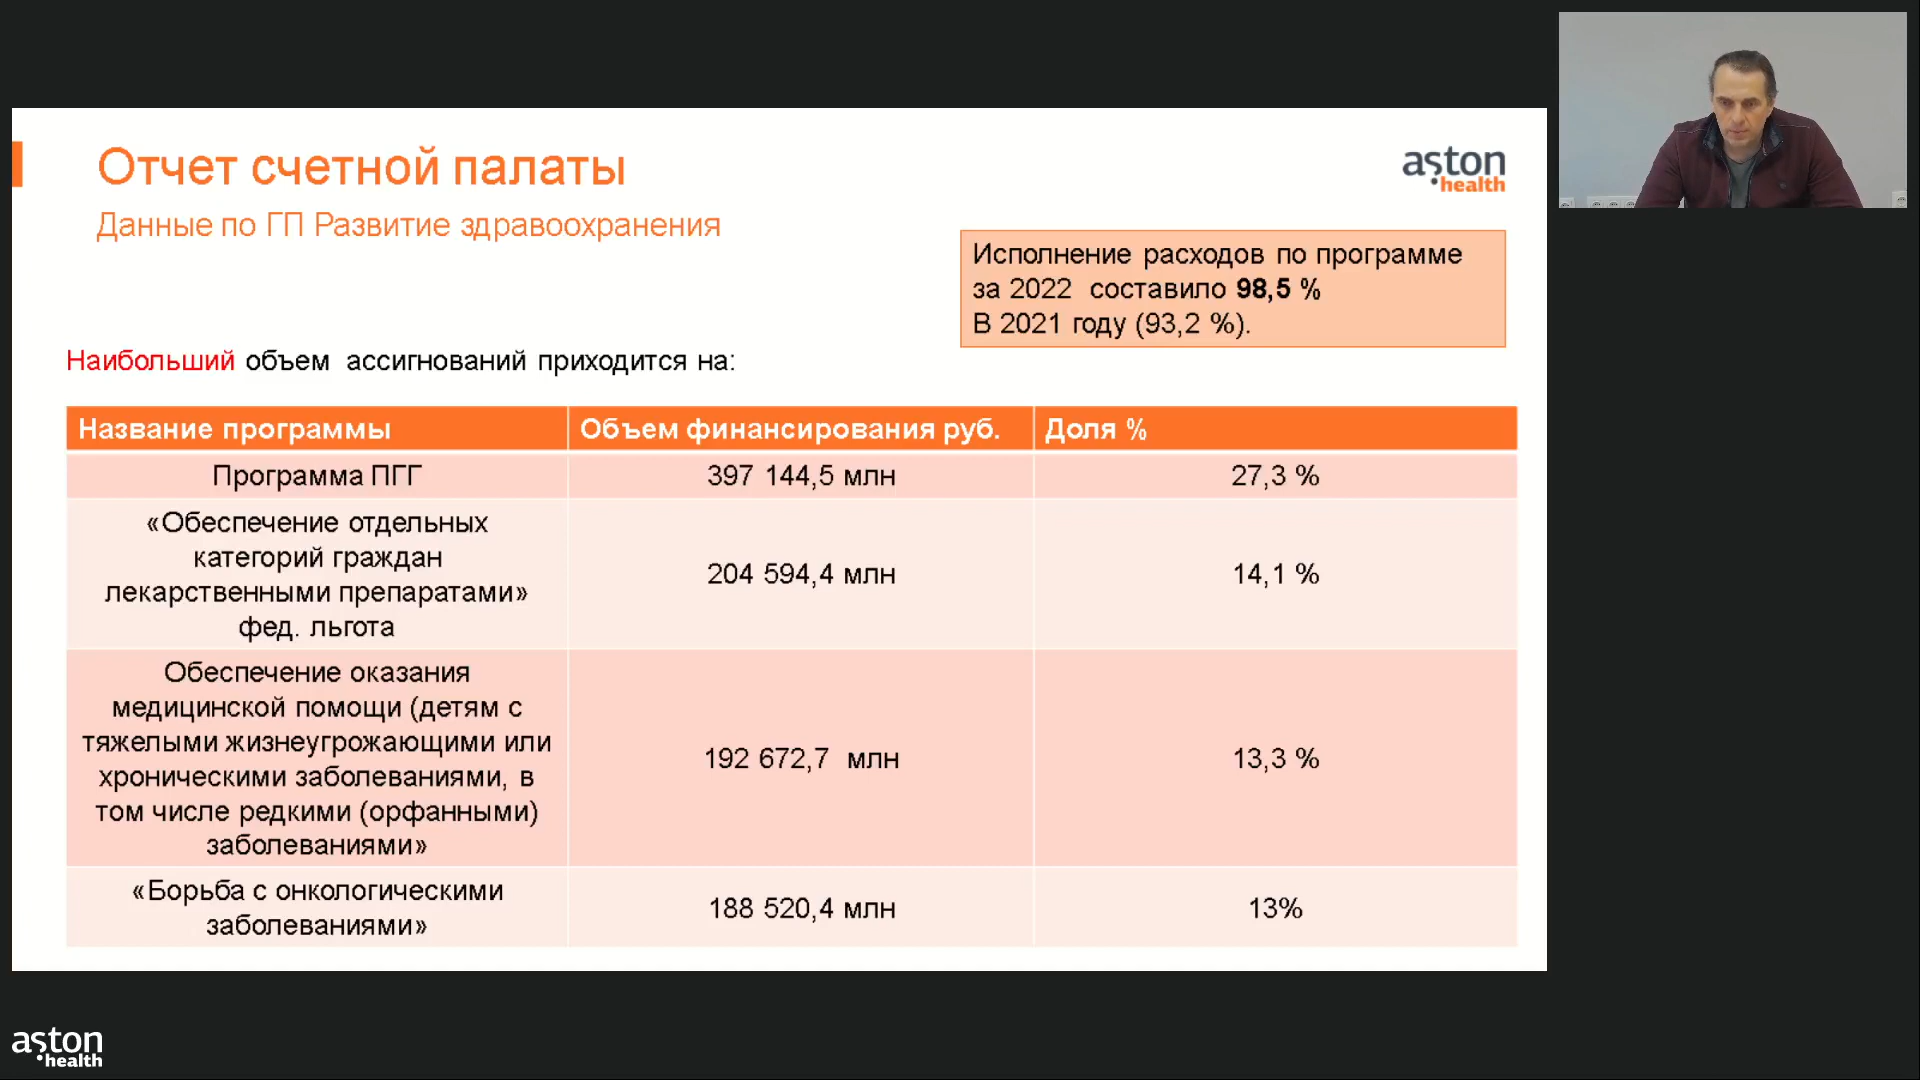 Отчет счетной палаты
Данные по ГП Развитие здравоохранения
aston
health
Исполнение расходов по программе
за 2022 составило 98,5 %
В 2021 году (93,2 %).
Наибольший объем ассигнований приходится на:
Название программы Объем финансирования руб. Доля %
Программа ПГГ 397 144,5 млн 27,3 %
«Обеспечение отдельных
категорий граждан
лекарственными препаратами»
фед. льгота
204 594,4 млн 14,1 %
Обеспечение оказания
медицинской помощи (детям с
тяжелыми жизнеугрожающими или
хроническими заболеваниями, в
том числе редкими (орфанными)
заболеваниями»
192 672,7 млн 13,3 %
«Борьба с онкологическими
заболеваниями»
188 520,4 млн 13%
aston
health